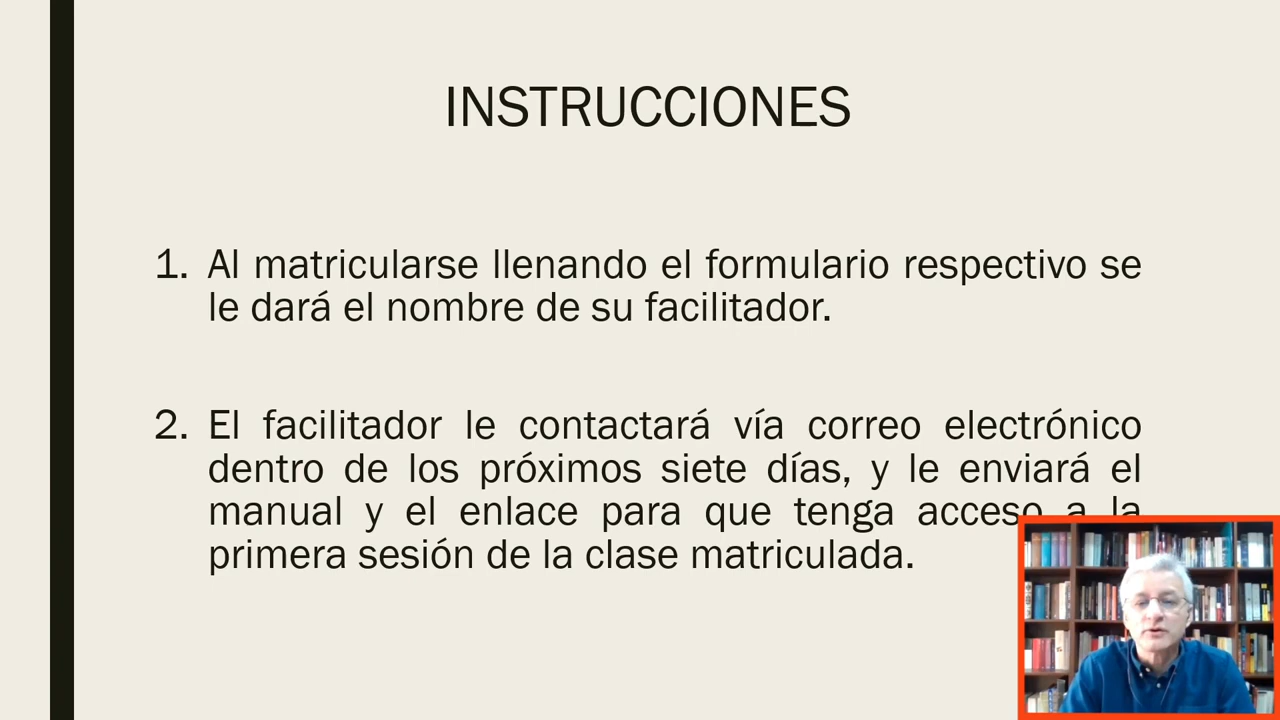 INSTRUCCIONES
1. Al matricularse llenando el formulario respectivo se
le dará el nombre de su facilitador.
2. El facilitador le contactará vía correo electrónico
dentro de los próximos siete días, y le enviará el
manual y el enlace para que tenga acceso a la
primera sesión de la clase matriculada.